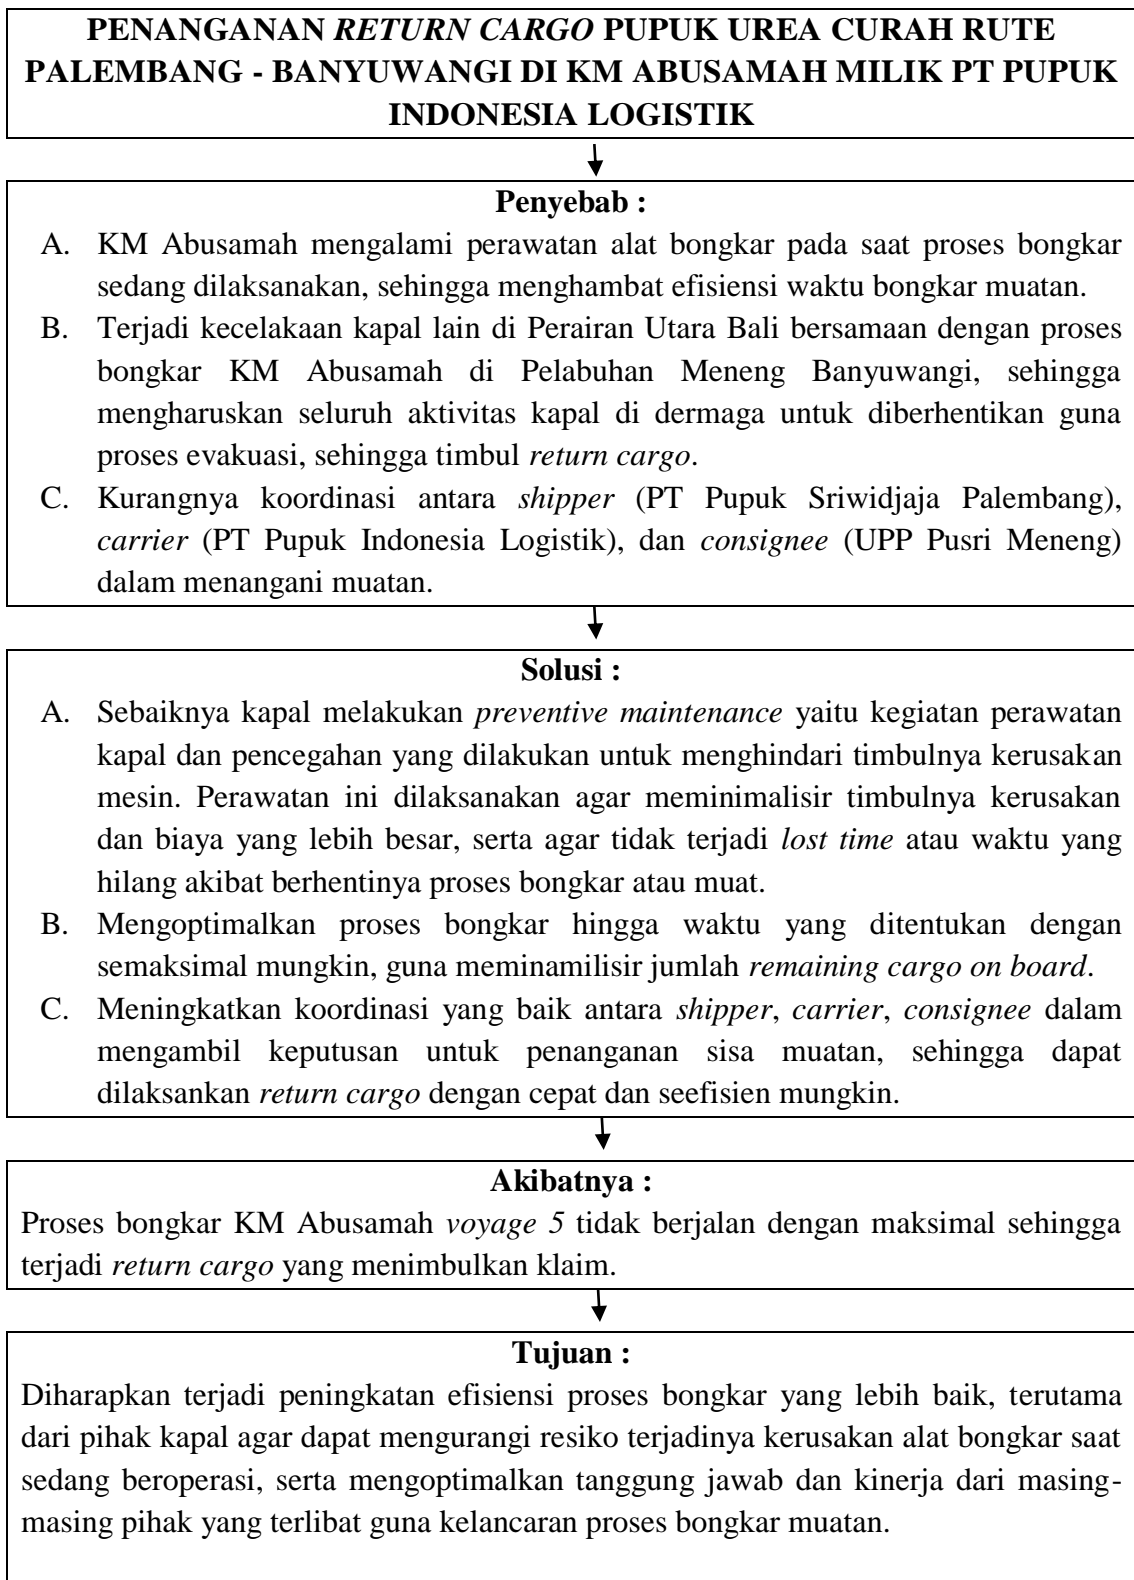 PENANGANAN RETURN CARGO PUPUK UREA CURAH RUTE
PALEMBANG - BANYUWANGI DI KM ABUSAMAH MILIK PT PUPUK
INDONESIA LOGISTIK
Penyebab :
A. KM Abusamah mengalami perawatan alat bongkar pada saat proses bongkar
sedang dilaksanakan, sehingga menghambat efisiensi waktu bongkar muatan.
B. Terjadi kecelakaan kapal lain di Perairan Utara Bali bersamaan dengan proses
bongkar KM Abusamah di Pelabuhan Meneng Banyuwangi, sehingga
mengharuskan seluruh aktivitas kapal di dermaga untuk diberhentikan guna
proses evakuasi, sehingga timbul return cargo.
C. Kurangnya koordinasi antara shipper (PT Pupuk Sriwidjaja Palembang),
carrier (PT Pupuk Indonesia Logistik), dan consignee (UPP Pusri Meneng)
dalam menangani muatan.
Solusi :
A. Sebaiknya kapal melakukan preventive maintenance yaitu kegiatan perawatan
kapal dan pencegahan yang dilakukan untuk menghindari timbulnya kerusakan
mesin. Perawatan ini dilaksanakan agar meminimalisir timbulnya kerusakan
dan biaya yang lebih besar, serta agar tidak terjadi lost time atau waktu yang
hilang akibat berhentinya proses bongkar atau muat.
B. Mengoptimalkan proses bongkar hingga waktu yang ditentukan dengan
semaksimal mungkin, guna meminamilisir jumlah remaining cargo on board.
C. Meningkatkan koordinasi yang baik antara shipper, carrier, consignee dalam
mengambil keputusan untuk penanganan sisa muatan, sehingga dapat
dilaksankan return cargo dengan cepat dan seefisien mungkin.
Akibatnya :
Proses bongkar KM Abusamah voyage 5 tidak berjalan dengan maksimal sehingga
terjadi return cargo yang menimbulkan klaim.
Tujuan :
Diharapkan terjadi peningkatan efisiensi proses bongkar yang lebih baik, terutama
dari pihak kapal agar dapat mengurangi resiko terjadinya kerusakan alat bongkar saat
sedang beroperasi, serta mengoptimalkan tanggung jawab dan kinerja dari masing-
masing pihak yang terlibat guna kelancaran proses bongkar muatan.